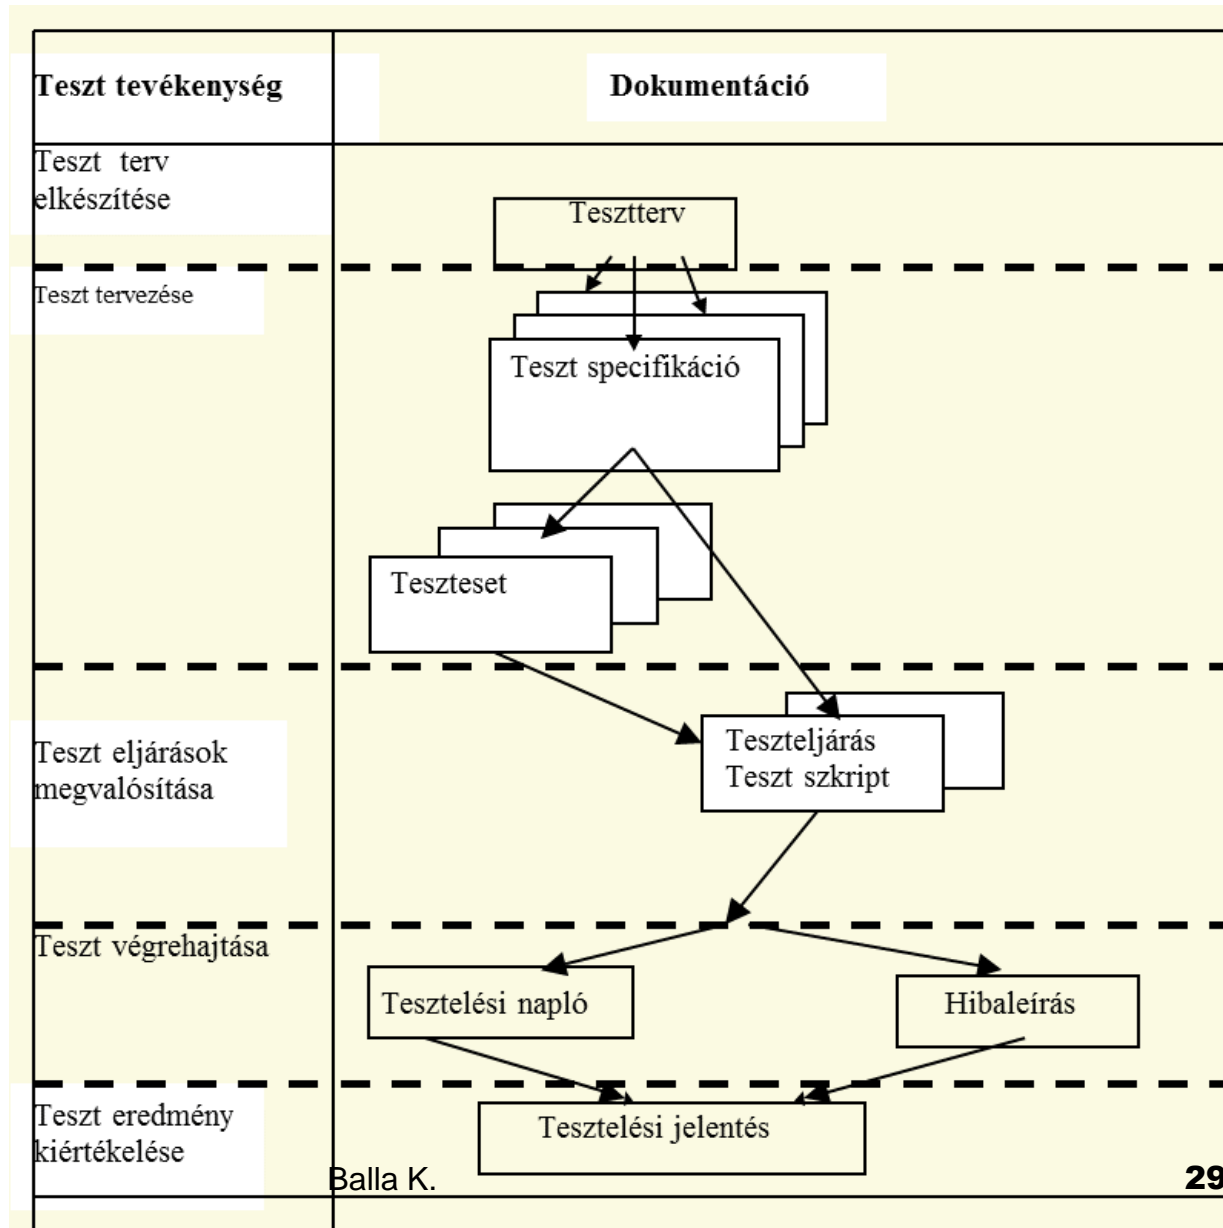 Teszt tevékenység
Dokumentáció
Teszt terv
elkészítése
Tesztterv
Teszt tervezése
Teszt specifikáció
Teszteset
Teszt eljárások
megvalósítása
Teszteljárás
Teszt szkript
Teszt végrehajtása
Tesztelési napló
Hibaleírás
Teszt eredmény
kiértékelése
Tesztelési jelentés
Balla K.
29